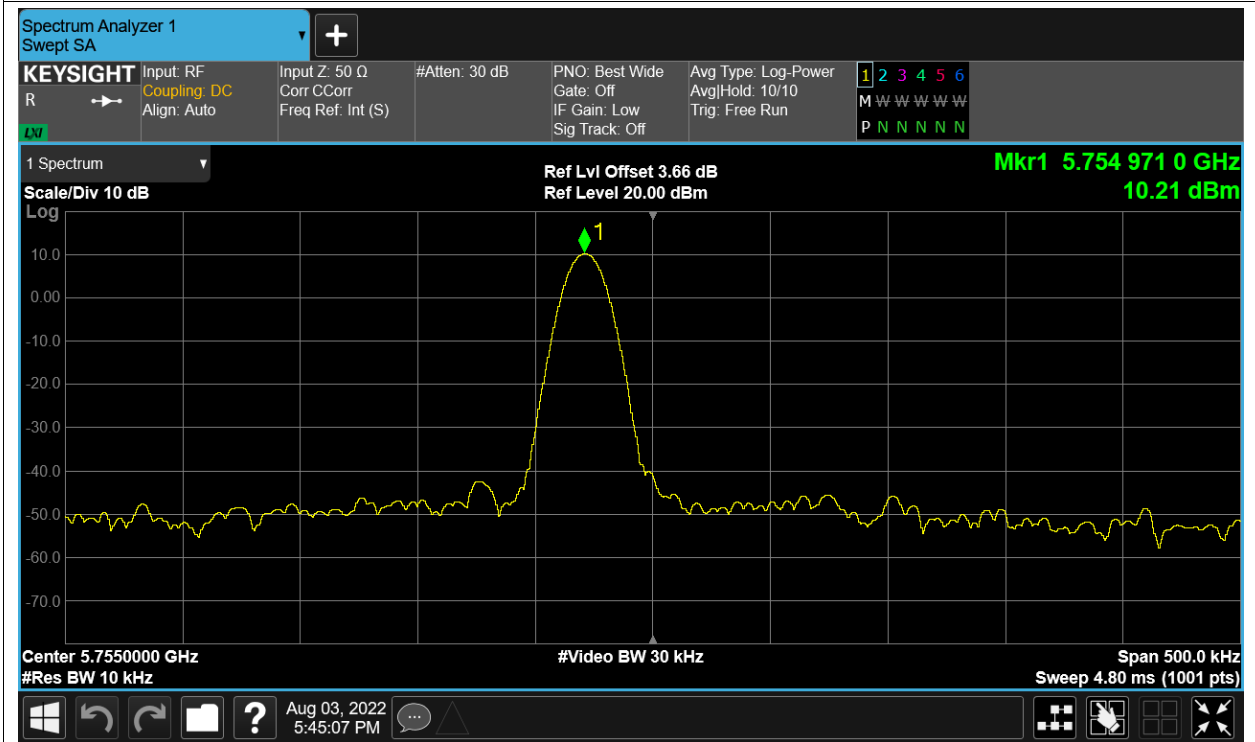 Spectrum Analyzer 1
Swept SA
+
KEYSIGHT
R
LXI
Input: RF
Coupling: DC
Align: Auto
Input Z: 50 Ω
Corr CCorr
Freq Ref: Int (S)
#Atten: 30 dB
PNO: Best Wide
Gate: Off
IF Gain: Low
Sig Track: Off
Avg Type: Log-Power
Avg|Hold: 10/10
Trig: Free Run
1 2 3 4 5 6
M W W W W W
P N N N N N
1 Spectrum
Scale/Div 10 dB
Log
Ref Lvl Offset 3.66 dB
Ref Level 20.00 dBm
Mkr1 5.754 971 0 GHz
10.21 dBm
1
10.0
0.00
-10.0
-20.0
-30.0
-40.0
-50.0
-60.0
-70.0
Center 5.7550000 GHz
#Res BW 10 kHz
#Video BW 30 kHz
Span 500.0 kHz
Sweep 4.80 ms (1001 pts)
?
Aug 03, 2022
5:45:07 PM